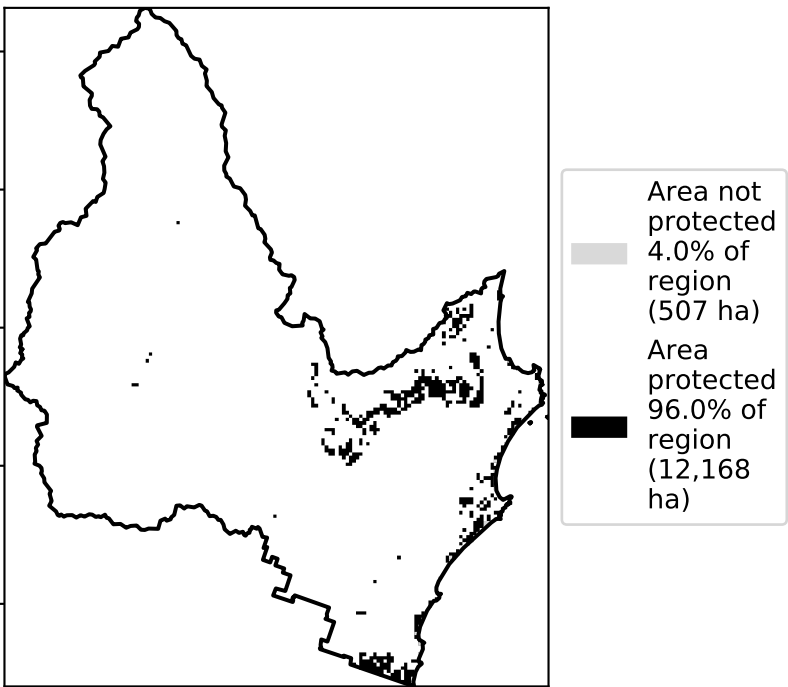 Area not
protected
4.0% of
region
(507 ha)
Area
protected
96.0% of
region
(12,168
ha)